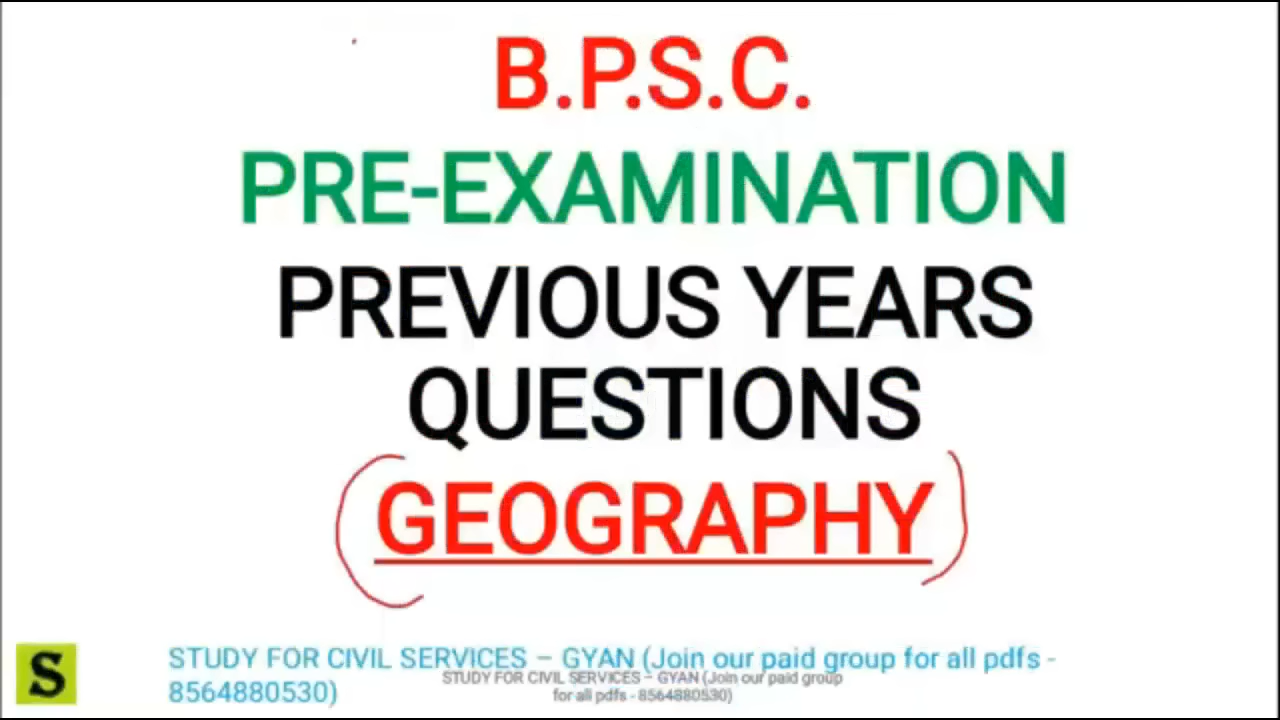 B.P.S.C.
PRE-EXAMINATION
PREVIOUS YEARS
QUESTIONS
GEOGRAPHY
S
STUDY FOR CIVIL SERVICES – GYAN (Join our paid group for all pdfs -
8564880530)
STUDY FOR CIVIL SERVICES – GYAN (Join our paid group
for all pdfs - 8564880530)